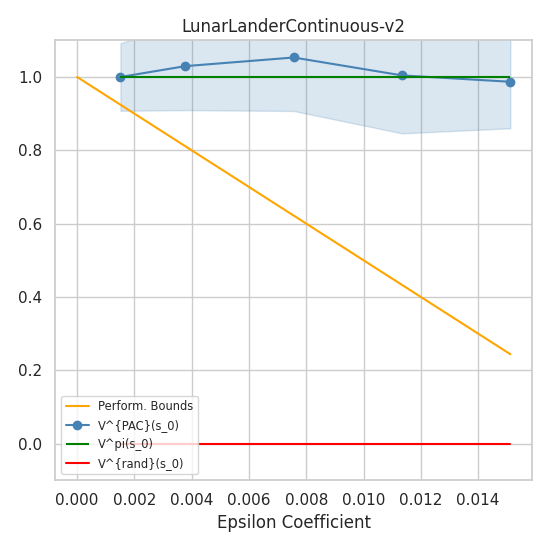 LunarLanderContinuous-v2
1.0
0.8
0.6
0.4
0.2
0.0
Perform. Bounds
V^{PAC}(s_0)
V^pi(s_0)
V^{rand}(s_0)
0.000 0.002 0.004 0.006 0.008 0.010 0.012 0.014
Epsilon Coefficient